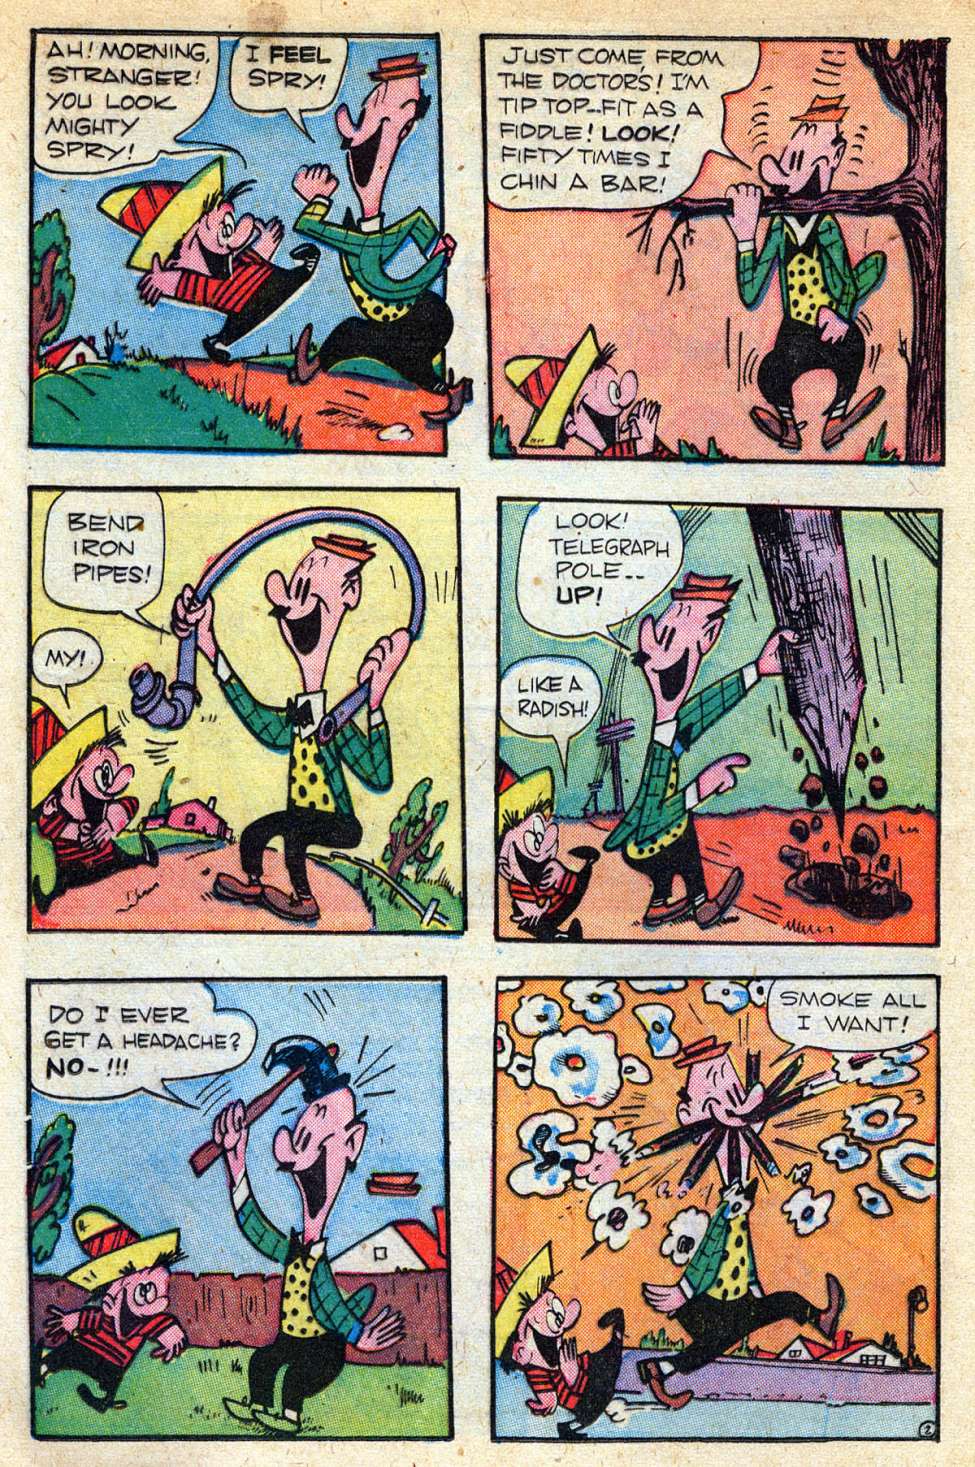 AH! MORNING,
STRANGER!
YOU LOOK
MIGHTY
SPRY!
I FEEL
SPRY!
JUST COME FROM
THE DOCTOR'S! I'M
TIP TOP--FIT AS A
FIDDLE! LOOK!
FIFTY TIMES I
CHIN A BAR!
BEND
IRON
PIPES!
MY!
LOOK!
TELEGRAPH
POLE--
UP!
LIKE A
RADISH!
DO I EVER
GET A HEADACHE?
NO-!!!
SMOKE ALL
I WANT!
2